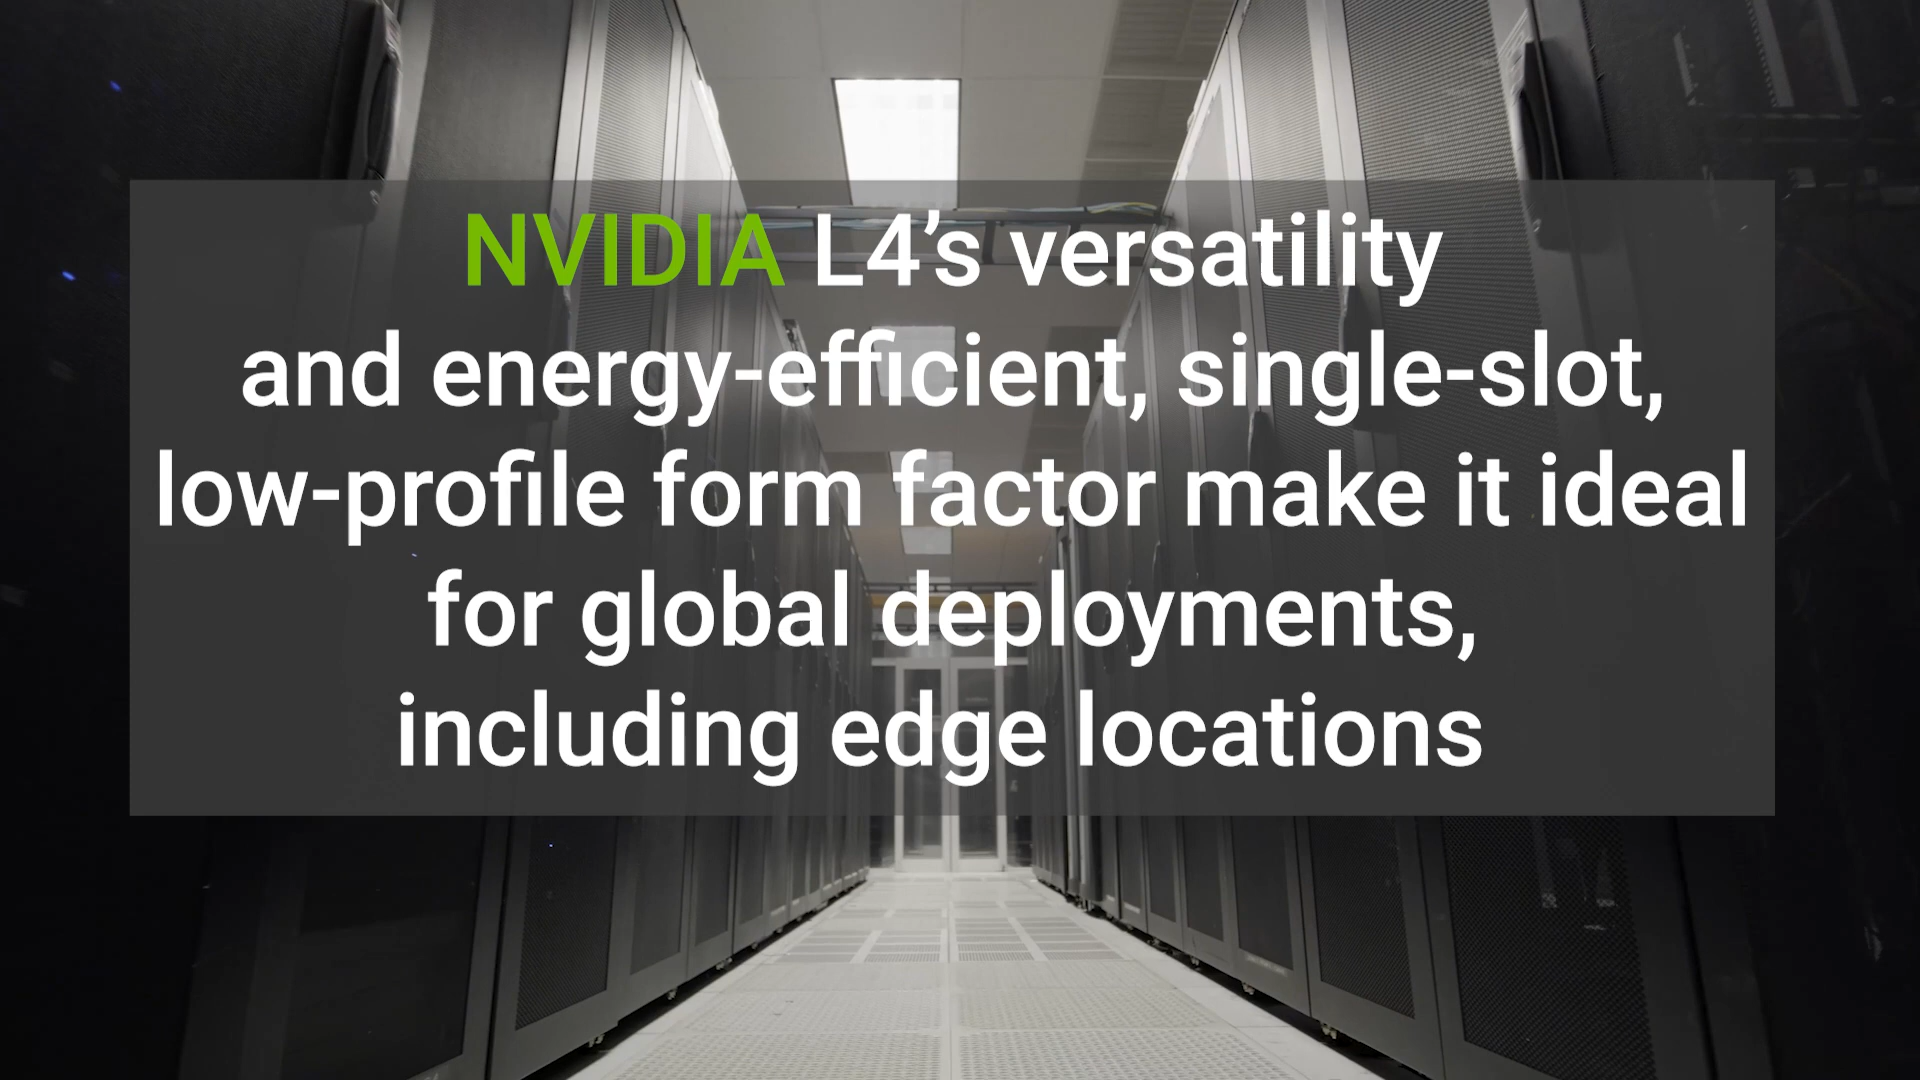 NVIDIA L4’s versatility
and energy-efficient, single-slot,
low-profile form factor make it ideal
for global deployments,
including edge locations